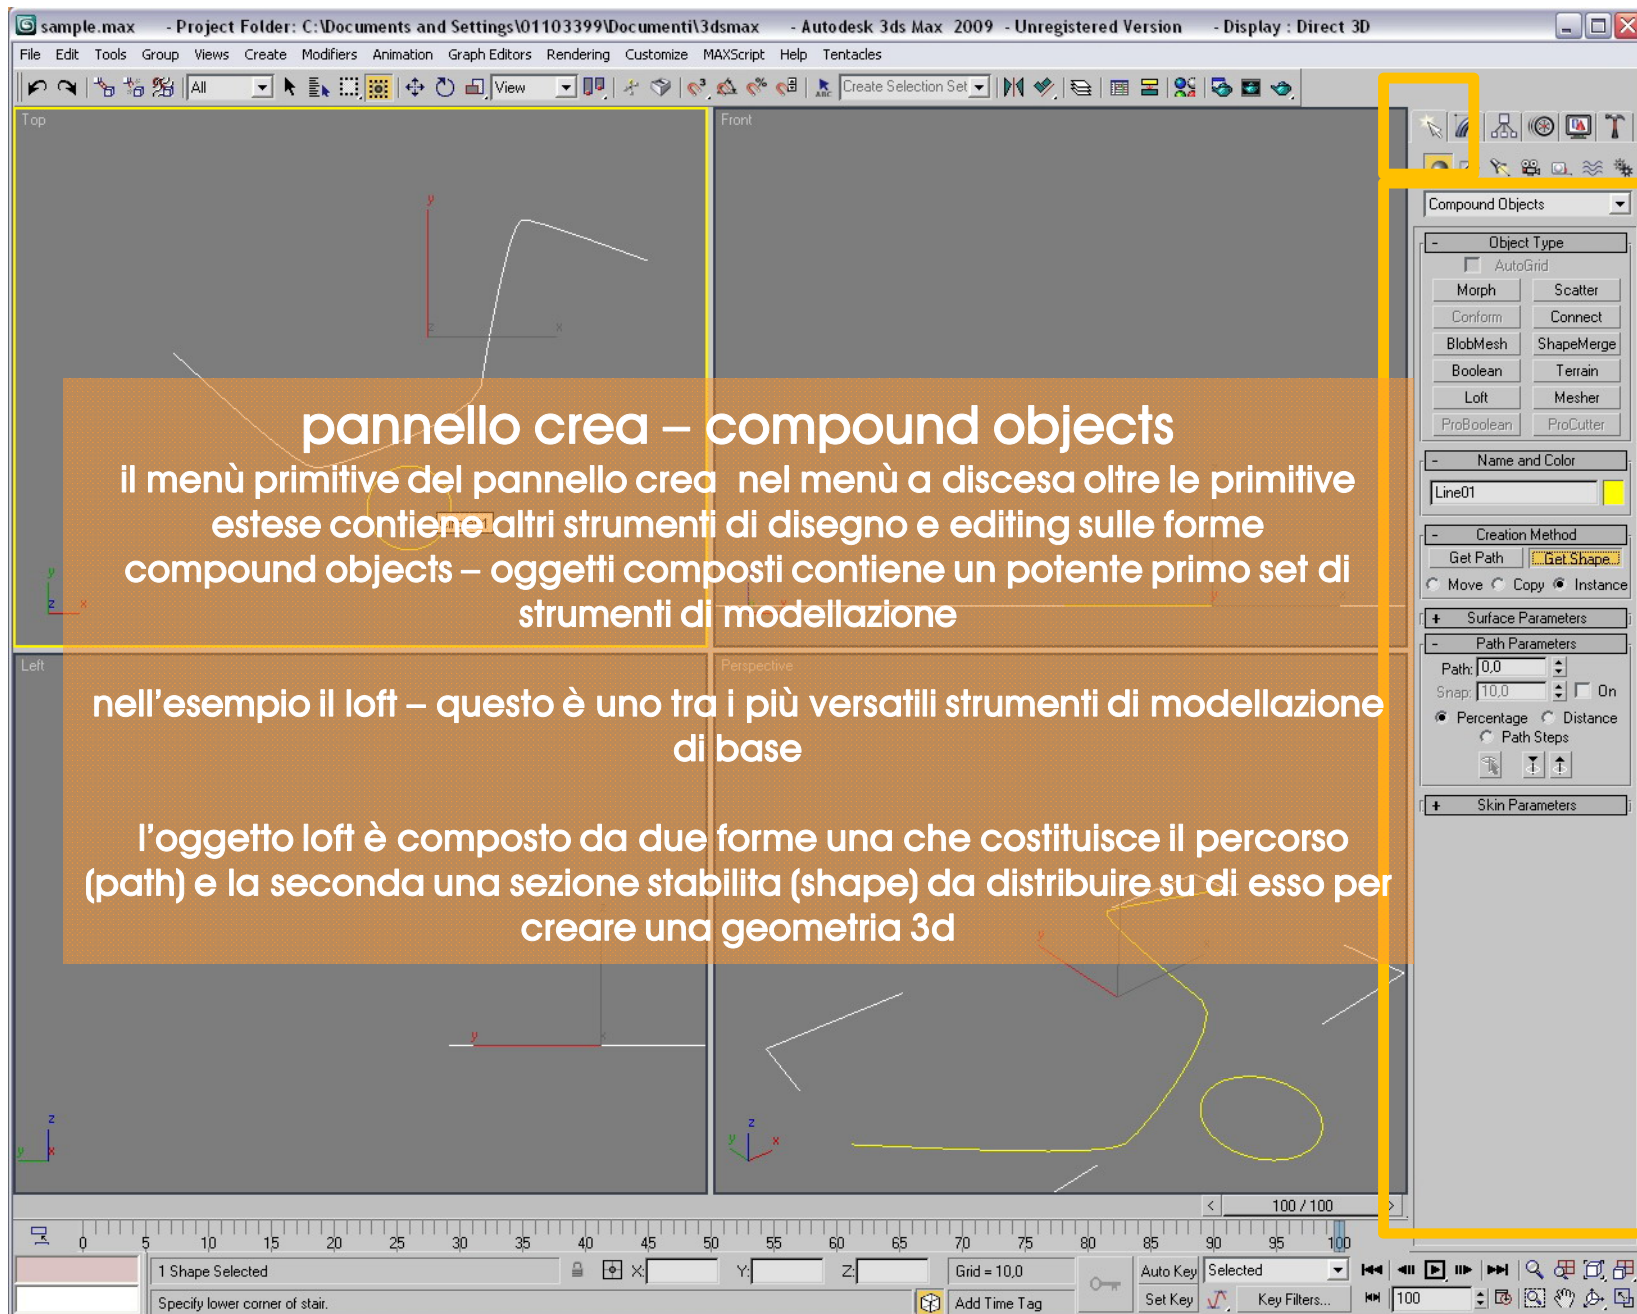 sample.max - Project Folder: C:\Documents and Settings\01103399\Documenti\3dsmax - Autodesk 3ds Max 2009 - Unregistered Version - Display : Direct 3D
File Edit Tools Group Views Create Modifiers Animation Graph Editors Rendering Customize MAXScript Help Tentacles
All View Create Selection Set
Top
Front
y
z x
pannello crea – compound objects
il menù primitive del pannello crea nel menù a discesa oltre le primitive
estese contiene altri strumenti di disegno e editing sulle forme
compound objects – oggetti composti contiene un potente primo set di
strumenti di modellazione
nell'esempio il loft – questo è uno tra i più versatili strumenti di modellazione
di base
l'oggetto loft è composto da due forme una che costituisce il percorso
(path) e la seconda una sezione stabilita (shape) da distribuire su di esso per
creare una geometria 3d
y
z x
Left
Perspective
y x
z
y x
z
y x
Compound Objects
- Object Type
AutoGrid
Morph Scatter
Conform Connect
BlobMesh ShapeMerge
Boolean Terrain
Loft Mesher
ProBoolean ProCutter
- Name and Color
Line01
- Creation Method
Get Path Get Shape
Move Copy Instance
+ Surface Parameters
- Path Parameters
Path: 0,0
Snap: 10,0 On
Percentage Distance
Path Steps
+ Skin Parameters
< 100 / 100 >
0 5 10 15 20 25 30 35 40 45 50 55 60 65 70 75 80 85 90 95 100
1 Shape Selected X: Y: Z: Grid = 10,0 Auto Key Selected
Specify lower corner of stair. Add Time Tag Set Key Key Filters... 100